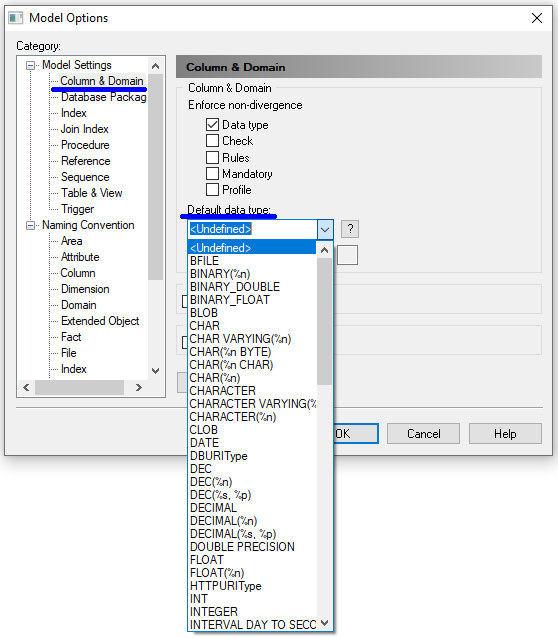 Model Options
Category:
Model Settings
Column & Domain
Database Packag
Index
Join Index
Procedure
Reference
Sequence
Table & View
Trigger
Naming Convention
Area
Attribute
Column
Dimension
Domain
Extended Object
Fact
File
Index
Column & Domain
Column & Domain
Enforce non-divergence
Data type
Check
Rules
Mandatory
Profile
Default data type:
<Undefined>
?
<Undefined>
BFILE
BINARY(%n)
BINARY_DOUBLE
BINARY_FLOAT
BLOB
CHAR
CHAR VARYING(%n)
CHAR(%n BYTE)
CHAR(%n CHAR)
CHAR(%n)
CHARACTER
CHARACTER VARYING(%
CHARACTER(%n)
CLOB
DATE
DBURIType
DEC
DEC(%n)
DEC(%s, %p)
DECIMAL
DECIMAL(%n)
DECIMAL(%s, %p)
DOUBLE PRECISION
FLOAT
FLOAT(%n)
HTTPURIType
INT
INTEGER
INTERVAL DAY TO SECO
OK
Cancel
Help